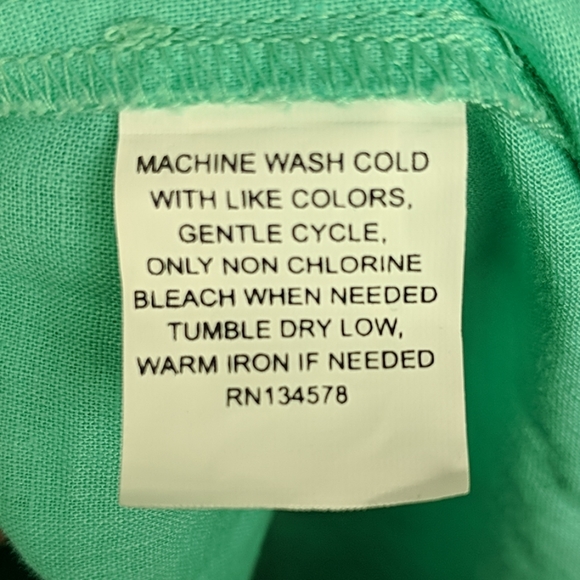 MACHINE WASH COLD
WITH LIKE COLORS,
GENTLE CYCLE,
ONLY NON CHLORINE
BLEACH WHEN NEEDED
TUMBLE DRY LOW,
WARM IRON IF NEEDED
RN134578